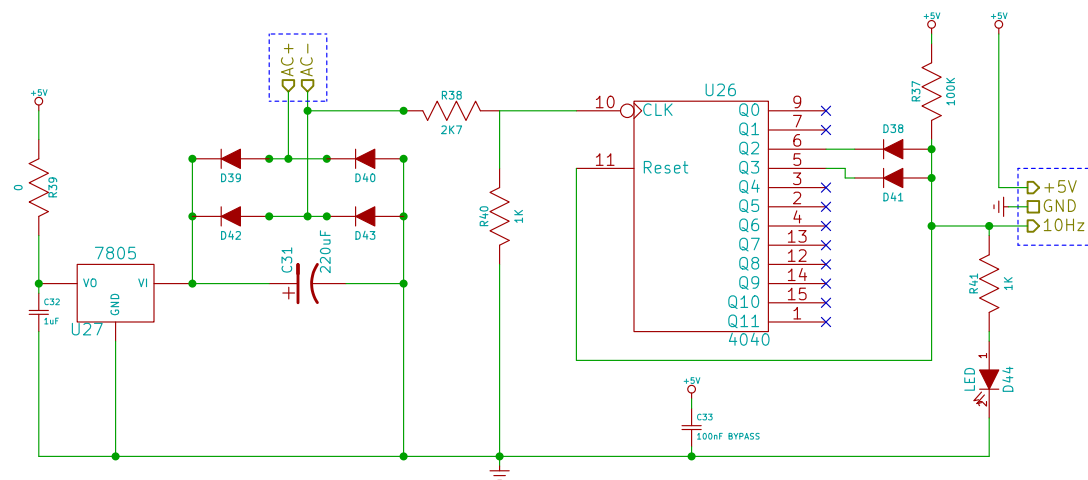 +5V
0
R39
7805
VO
VI
GND
U27
C32
1uF
AC+
AC-
D39
D40
D42
D43
C31
220uF
+
R38
2K7
R40
1K
U26
10
CLK
11
Reset
Q0
9
Q1
7
Q2
6
Q3
5
Q4
3
Q5
2
Q6
4
Q7
13
Q8
12
Q9
14
Q10
15
Q11
1
4040
D38
D41
+5V
R37
100K
+5V
+5V
GND
10Hz
R41
1K
1
LED
D44
2
+5V
C33
100nF BYPASS